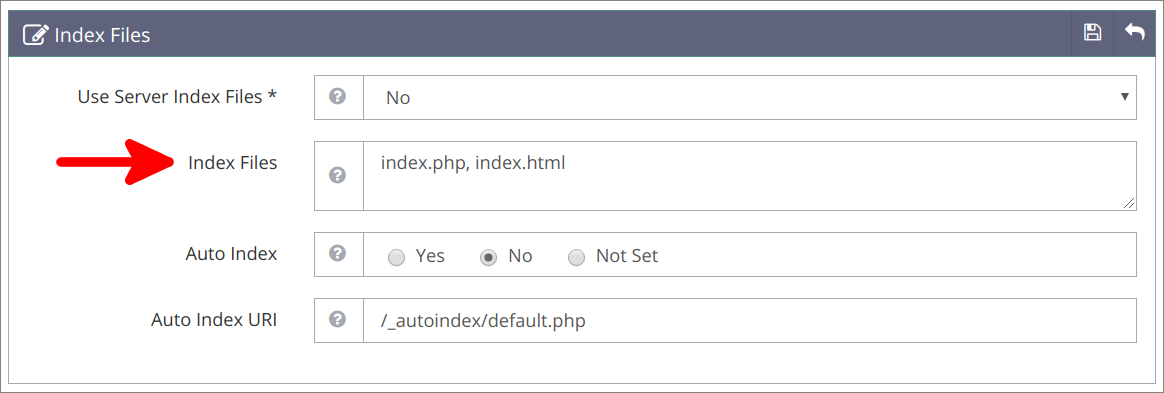 Index Files
Use Server Index Files * ? No
Index Files ? index.php, index.html
Auto Index ? Yes No Not Set
Auto Index URI ? /_autoindex/default.php